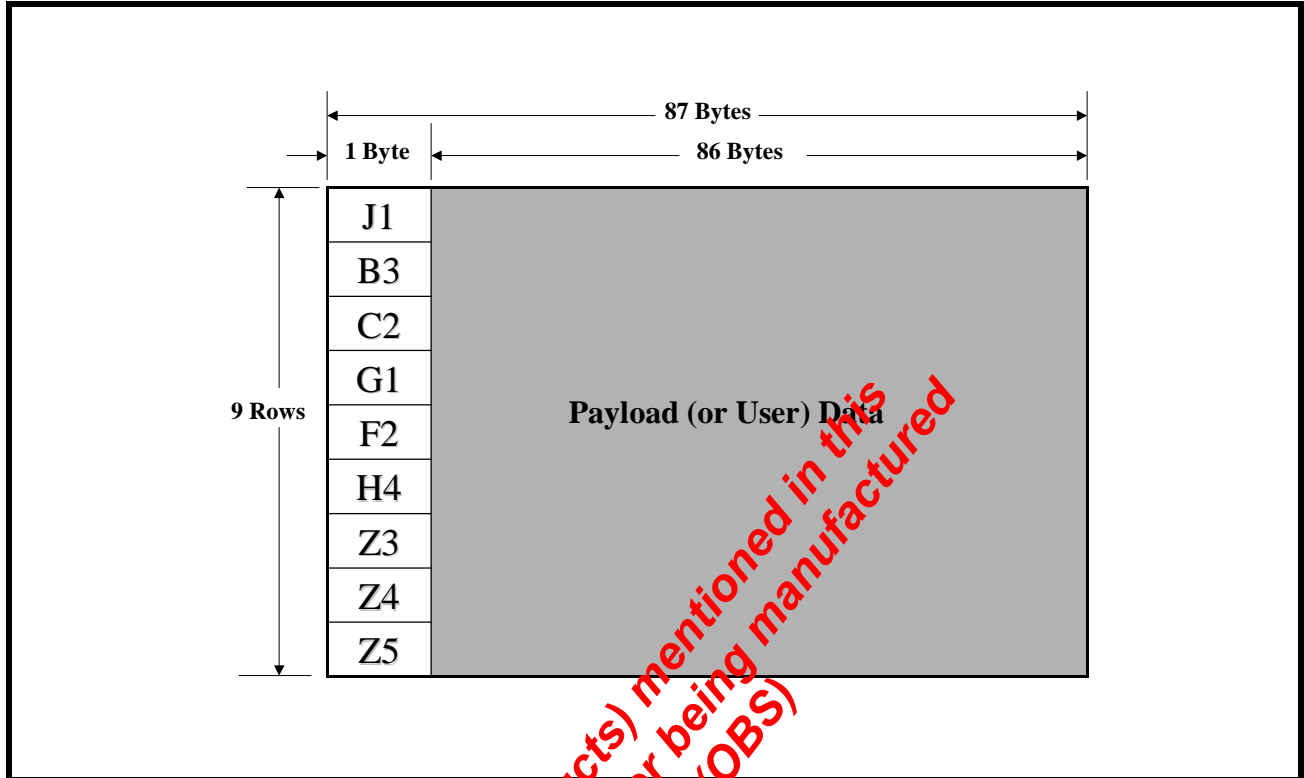 87 Bytes
1 Byte
86 Bytes
J1
B3
C2
G1
9 Rows
Payload (or User) Data
F2
H4
Z3
Z4
Z5
mentioned in this
being manufactured
(OBS)